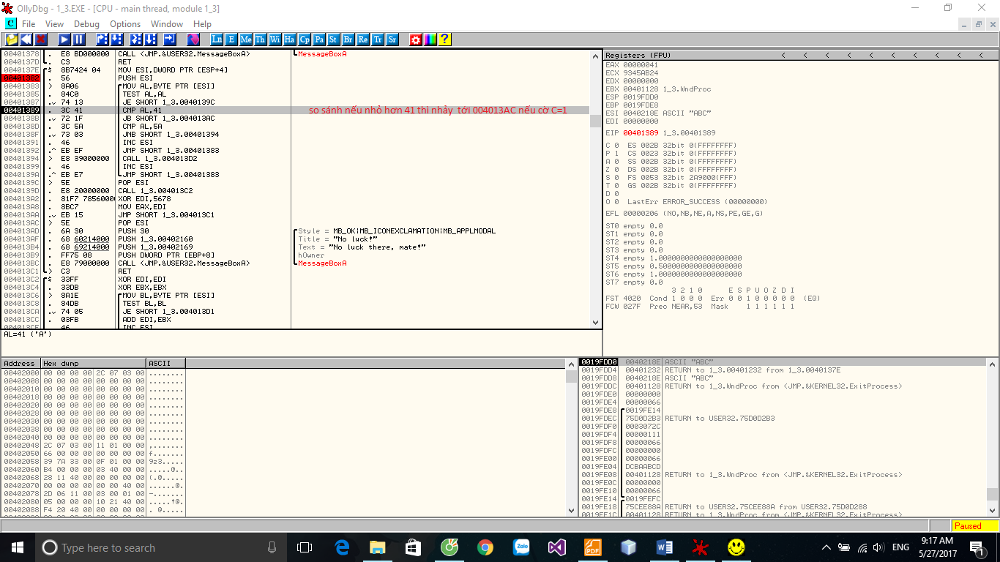 OllyDbg - 1_3.EXE - [CPU - main thread, module 1_3]
C File View Debug Options Window Help
Ln E Me Th Wi Ha Cp Pa St Br Re Tr Sr ?
00401378 . E8 BD000000 CALL <JMP.&USER32.MessageBoxA> MessageBoxA
0040137D . C3 RET
0040137E $ 8B7424 04 MOV ESI,DWORD PTR [ESP+4]
00401382 . 56 PUSH ESI
00401383 > 8A06 MOV AL,BYTE PTR [ESI]
00401385 . 84C0 TEST AL,AL
00401387 .v 74 13 JE SHORT 1_3.0040139C
00401389 . 3C 41 CMP AL,41 so sánh nếu nhỏ hơn 41 thì nhảy tới 004013AC nếu cờ C=1
0040138B .v 72 1F JB SHORT 1_3.004013AC
0040138D . 3C 5A CMP AL,5A
0040138F .v 73 03 JNB SHORT 1_3.00401394
00401391 . 46 INC ESI
00401392 .^ EB EF JMP SHORT 1_3.00401383
00401394 > E8 39000000 CALL 1_3.004013D2
00401399 . 46 INC ESI
0040139A .^ EB E7 JMP SHORT 1_3.00401383
0040139C > 5E POP ESI
0040139D . E8 20000000 CALL 1_3.004013C2
004013A2 . 81F7 78560000 XOR EDI,5678
004013A8 . 8BC7 MOV EAX,EDI
004013AA .v EB 15 JMP SHORT 1_3.004013C1
004013AC > 5E POP ESI
004013AD . 6A 30 PUSH 30 Style = MB_OK|MB_ICONEXCLAMATION|MB_APPLMODAL
004013AF . 68 60214000 PUSH 1_3.00402160 Title = "No luck!"
004013B4 . 68 69214000 PUSH 1_3.00402169 Text = "No luck there, mate!"
004013B9 . FF75 08 PUSH DWORD PTR [EBP+8] hOwner
004013BC . E8 79000000 CALL <JMP.&USER32.MessageBoxA> MessageBoxA
004013C1 > C3 RET
004013C2 $ 33FF XOR EDI,EDI
004013C4 . 33DB XOR EBX,EBX
004013C6 > 8A1E MOV BL,BYTE PTR [ESI]
004013C8 . 84DB TEST BL,BL
004013CA .v 74 05 JE SHORT 1_3.004013D1
004013CC . 03FB ADD EDI,EBX
004013CE . 46 INC ESI
AL=41 ('A')
Registers (FPU) < < < < < < < < < <
EAX 00000041
ECX 9345AB24
EDX 00000000
EBX 00401128 1_3.WndProc
ESP 0019FDD0
EBP 0019FDE8
ESI 0040218E ASCII "ABC"
EDI 00000000
EIP 00401389 1_3.00401389
C 0 ES 002B 32bit 0(FFFFFFFF)
P 1 CS 0023 32bit 0(FFFFFFFF)
A 0 SS 002B 32bit 0(FFFFFFFF)
Z 0 DS 002B 32bit 0(FFFFFFFF)
S 0 FS 0053 32bit 2A9000(FFF)
T 0 GS 002B 32bit 0(FFFFFFFF)
D 0
O 0 LastErr ERROR_SUCCESS (00000000)
EFL 00000206 (NO,NB,NE,A,NS,PE,GE,G)
ST0 empty 0.0
ST1 empty 0.0
ST2 empty 0.0
ST3 empty 0.0
ST4 empty 1.0000000000000000000
ST5 empty 0.5000000000000000000
ST6 empty 1.0000000000000000000
ST7 empty 0.0
3 2 1 0 E S P U O Z D I
FST 4020 Cond 1 0 0 0 Err 0 0 1 0 0 0 0 0 (EQ)
FCW 027F Prec NEAR,53 Mask 1 1 1 1 1 1
Address Hex dump ASCII
00402000 00 00 00 00 2C 07 03 00 ....,...
00402008 00 00 00 00 00 00 00 00 ........
00402010 00 00 00 00 00 00 00 00 ........
00402018 00 00 00 00 00 00 00 00 ........
00402020 00 00 00 00 00 00 00 00 ........
00402028 00 00 00 00 00 00 00 00 ........
00402030 00 00 00 00 00 00 00 00 ........
00402038 00 00 00 00 00 00 00 00 ........
00402040 00 00 00 00 00 00 00 00 ........
00402048 2C 07 03 00 11 01 00 00 ,.......
00402050 66 00 00 00 00 00 00 00 f.......
00402058 39 7A 33 00 0F 01 00 00 9z3.....
00402060 B4 00 00 00 03 40 00 00 .....@..
00402068 28 11 40 00 00 00 00 00 (.@.....
00402070 00 00 00 00 00 00 40 00 ......@.
00402078 2D 06 11 00 03 00 01 00 -.......
00402080 05 00 00 00 10 21 40 00 .....!@.
00402088 F4 20 40 00 00 00 00 00 . @.....
0019FDD0 0040218E ASCII "ABC"
0019FDD4 00401232 RETURN to 1_3.00401232 from 1_3.0040137E
0019FDD8 0040218E ASCII "ABC"
0019FDDC 00401128 RETURN to 1_3.WndProc from <JMP.&KERNEL32.ExitProcess>
0019FDE0 00000000
0019FDE4 00000066
0019FDE8 0019FE14
0019FDEC 75D0D2B3 RETURN to USER32.75D0D2B3
0019FDF0 0003072C
0019FDF4 00000111
0019FDF8 00000066
0019FDFC 00000000
0019FE00 00000066
0019FE04 DCBAABCD
0019FE08 00401128 RETURN to 1_3.WndProc from <JMP.&KERNEL32.ExitProcess>
0019FE0C 00000000
0019FE10 00000066
0019FE14 0019FEFC
0019FE18 75CEE88A RETURN to USER32.75CEE88A from USER32.75D0D288
0019FE1C 00401128 RETURN to 1_3.WndProc from <JMP.&KERNEL32.ExitProcess>
Paused
Type here to search
Zalo
PDF
ENG
9:17 AM
5/27/2017
1